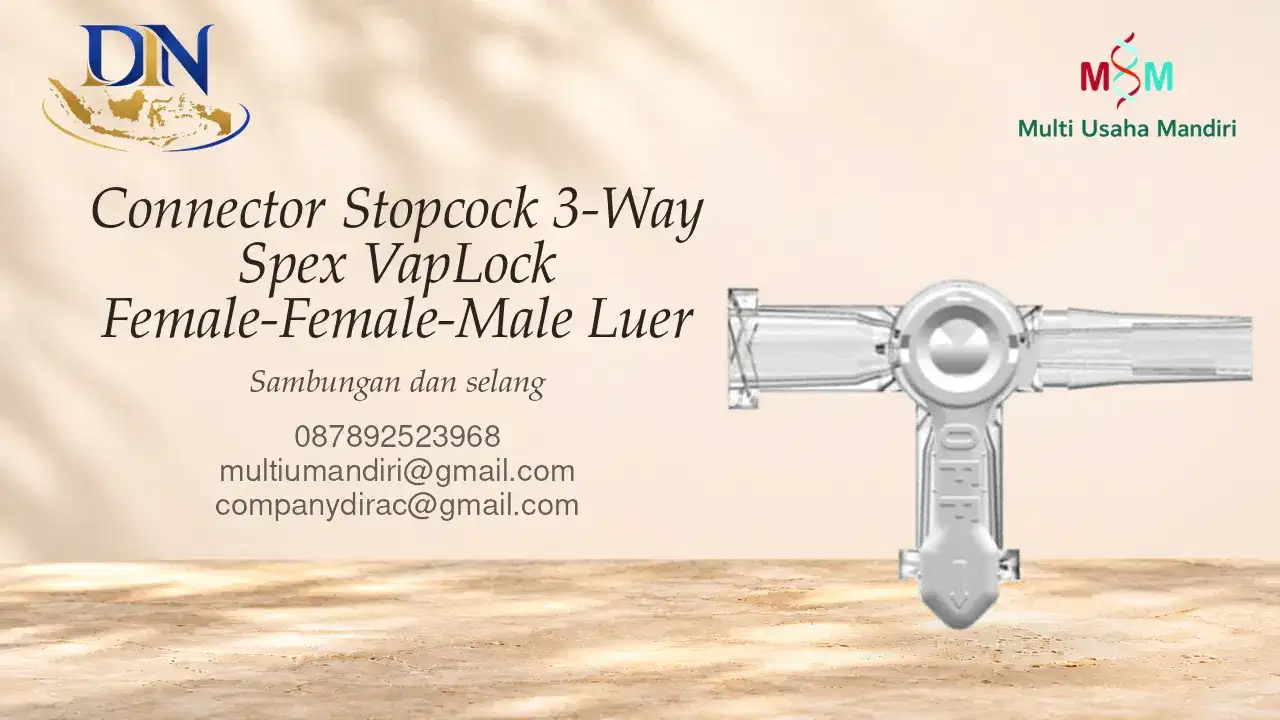 DIN
MSM
Multi Usaha Mandiri
Connector Stopcock 3-Way
Spex VapLock
Female-Female-Male Luer
Sambungan dan selang
087892523968
multiumandiri@gmail.com
companydirac@gmail.com
OFF